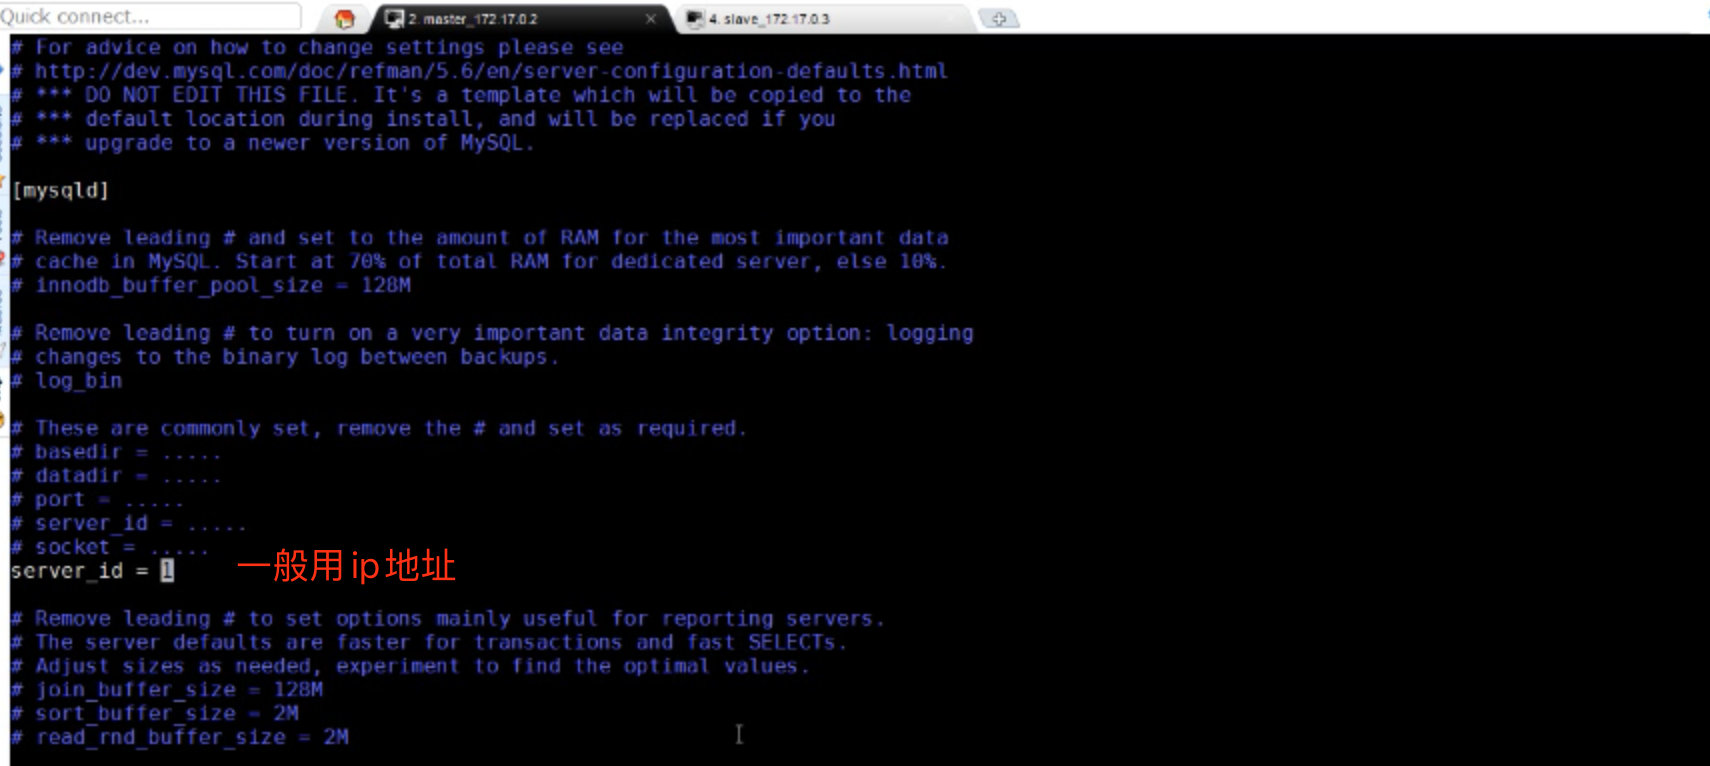 Quick connect...
2. master_172.17.0.2
4. slave_172.17.0.3
# For advice on how to change settings please see
# http://dev.mysql.com/doc/refman/5.6/en/server-configuration-defaults.html
# *** DO NOT EDIT THIS FILE. It's a template which will be copied to the
# *** default location during install, and will be replaced if you
# *** upgrade to a newer version of MySQL.
[mysqld]
# Remove leading # and set to the amount of RAM for the most important data
# cache in MySQL. Start at 70% of total RAM for dedicated server, else 10%.
# innodb_buffer_pool_size = 128M
# Remove leading # to turn on a very important data integrity option: logging
# changes to the binary log between backups.
# log_bin
# These are commonly set, remove the # and set as required.
# basedir = .....
# datadir = .....
# port = .....
# server_id = .....
# socket = .....
server_id = 1 一般用ip地址
# Remove leading # to set options mainly useful for reporting servers.
# The server defaults are faster for transactions and fast SELECTs.
# Adjust sizes as needed, experiment to find the optimal values.
# join_buffer_size = 128M
# sort_buffer_size = 2M
# read_rnd_buffer_size = 2M